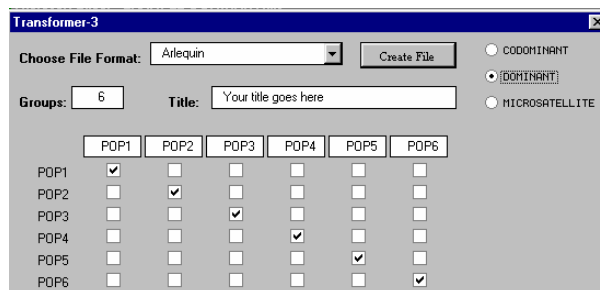 Transformer-3
Choose File Format: Arlequin Create File CODOMINANT
DOMINANT
Groups: 6 Title: Your title goes here MICROSATELLITE
POP1 POP2 POP3 POP4 POP5 POP6
POP1
POP2
POP3
POP4
POP5
POP6